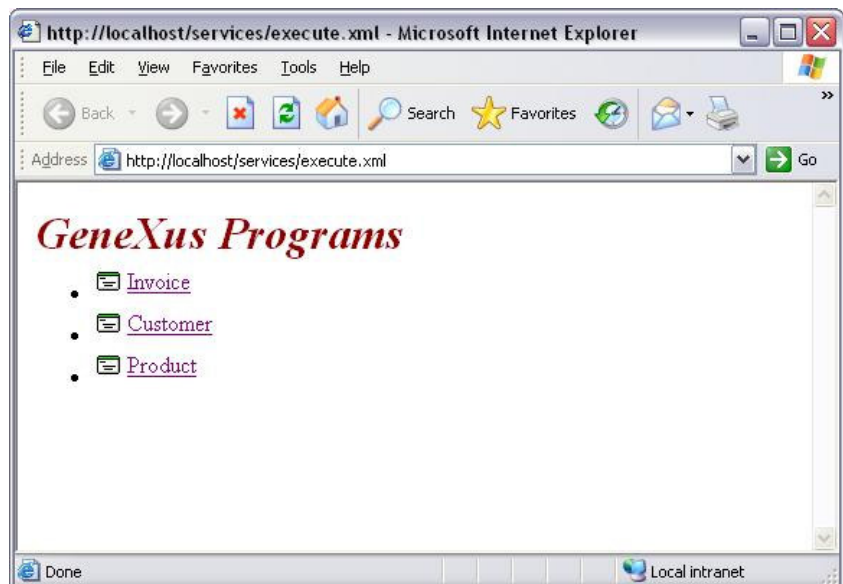 http://localhost/services/execute.xml - Microsoft Internet Explorer
File Edit View Favorites Tools Help
Back Search Favorites »
Address http://localhost/services/execute.xml Go
GeneXus Programs
Invoice
Customer
Product
Done Local intranet